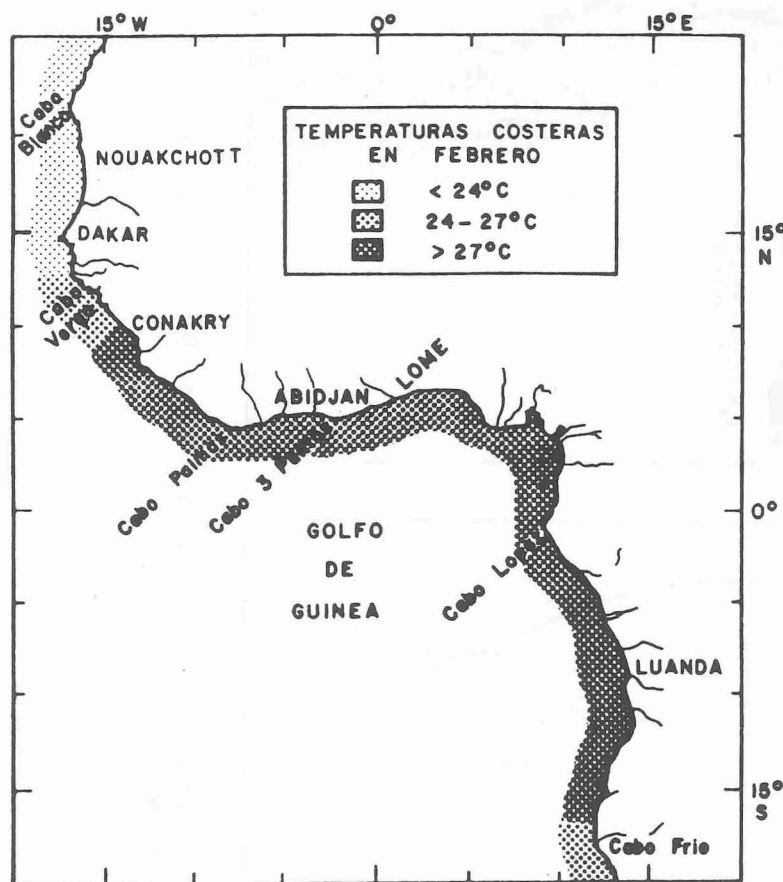 15°W 0° 15°E
TEMPERATURAS COSTERAS
EN FEBRERO
< 24°C
24-27°C
> 27°C
Cabo
Blanco
NOUAKCHOTT
DAKAR
15°
N
Cabo
Verga
CONAKRY
LOME
ABIDJAN
Cabo Palmas
Cabo 3 Puntas
0°
GOLFO
DE
GUINEA
Cabo Lopez
LUANDA
15°
S
Cabo Frio